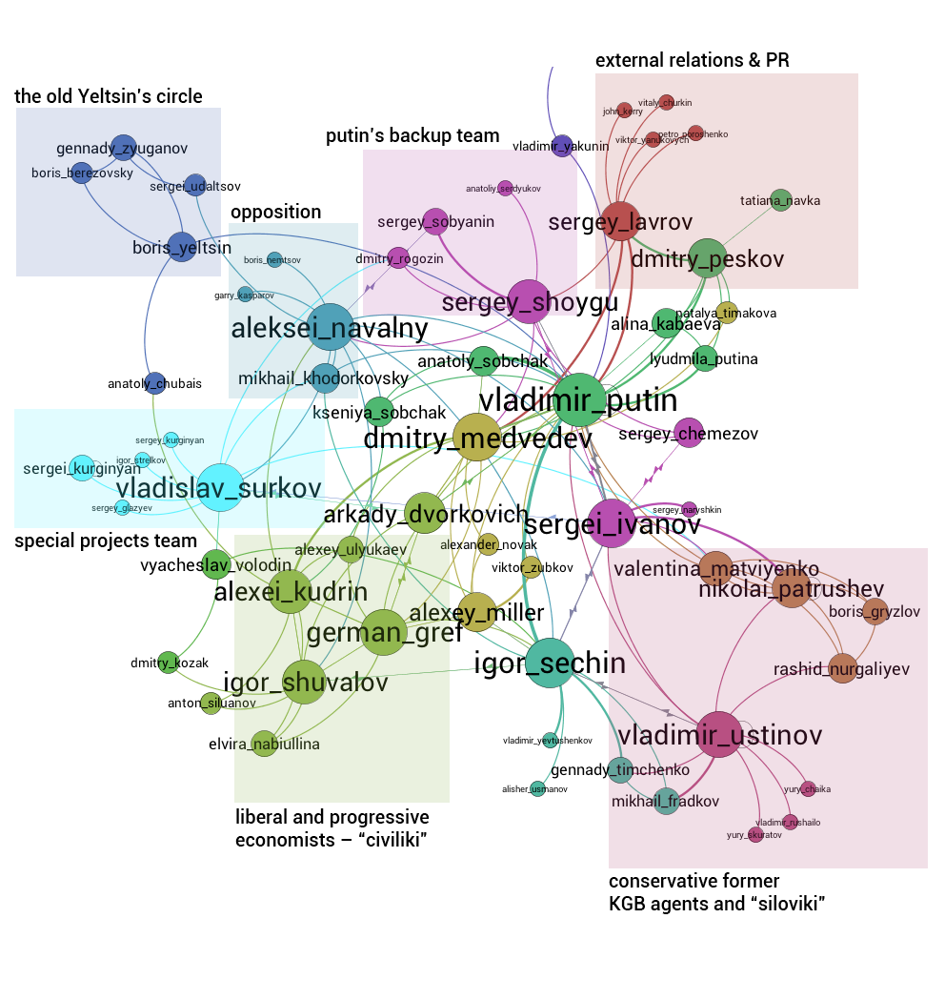 external relations & PR
the old Yeltsin's circle
vitaly_churkin
john_kerry
putin's backup team
petro_poroshenko
viktor_yanukovych
gennady_zyuganov
vladimir_yakunin
boris_berezovsky
sergei_udaltsov
anatoliy_serdyukov
tatiana_navka
opposition
sergey_sobyanin
sergey_lavrov
boris_yeltsin
boris_nemtsov
dmitry_rogozin
dmitry_peskov
garry_kasparov
sergey_shoygu
natalya_timakova
aleksei_navalny
alina_kabaeva
anatoly_sobchak
lyudmila_putina
mikhail_khodorkovsky
anatoly_chubais
vladimir_putin
kseniya_sobchak
dmitry_medvedev
sergey_chemezov
sergey_kurginyan
igor_strelkov
sergei_kurginyan
vladislav_surkov
sergey_glazyev
sergey_naryshkin
arkady_dvorkovich
sergei_ivanov
special projects team
alexey_ulyukaev
alexander_novak
vyacheslav_volodin
viktor_zubkov
valentina_matviyenko
alexei_kudrin
nikolai_patrushev
alexey_miller
boris_gryzlov
german_gref
dmitry_kozak
igor_sechin
rashid_nurgaliyev
igor_shuvalov
anton_siluanov
elvira_nabiullina
vladimir_yevtushenkov
vladimir_ustinov
gennady_timchenko
alisher_usmanov
yury_chaika
mikhail_fradkov
vladimir_rushailo
yury_skuratov
liberal and progressive
economists – “civiliki”
conservative former
KGB agents and “siloviki”